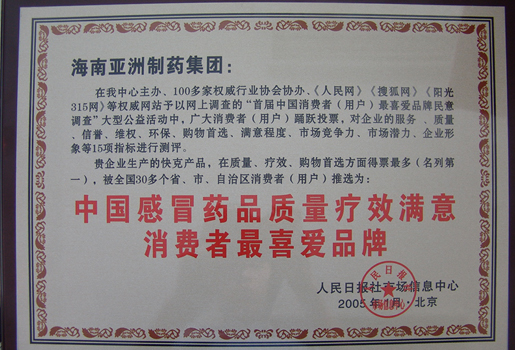 海南亚洲制药集团：
在我中心主办、100多家权威行业协会协办、《人民网》《搜狐网》《阳光
315网》等权威网站予以网上调查的“首届中国消费者（用户）最喜爱品牌民意
调查”大型公益活动中，广大消费者（用户）踊跃投票，对企业的服务、质量、
信誉、维权、环保、购物首选、满意程度、市场竞争力、市场潜力、企业形
象等15项指标进行测评。
贵企业生产的快克产品，在质量、疗效、购物首选方面得票最多（名列第
一），被全国30多个省、市、自治区消费者（用户）推选为：
中国感冒药品质量疗效满意
消费者最喜爱品牌
人民日报社市场信息中心
2005年1月·北京